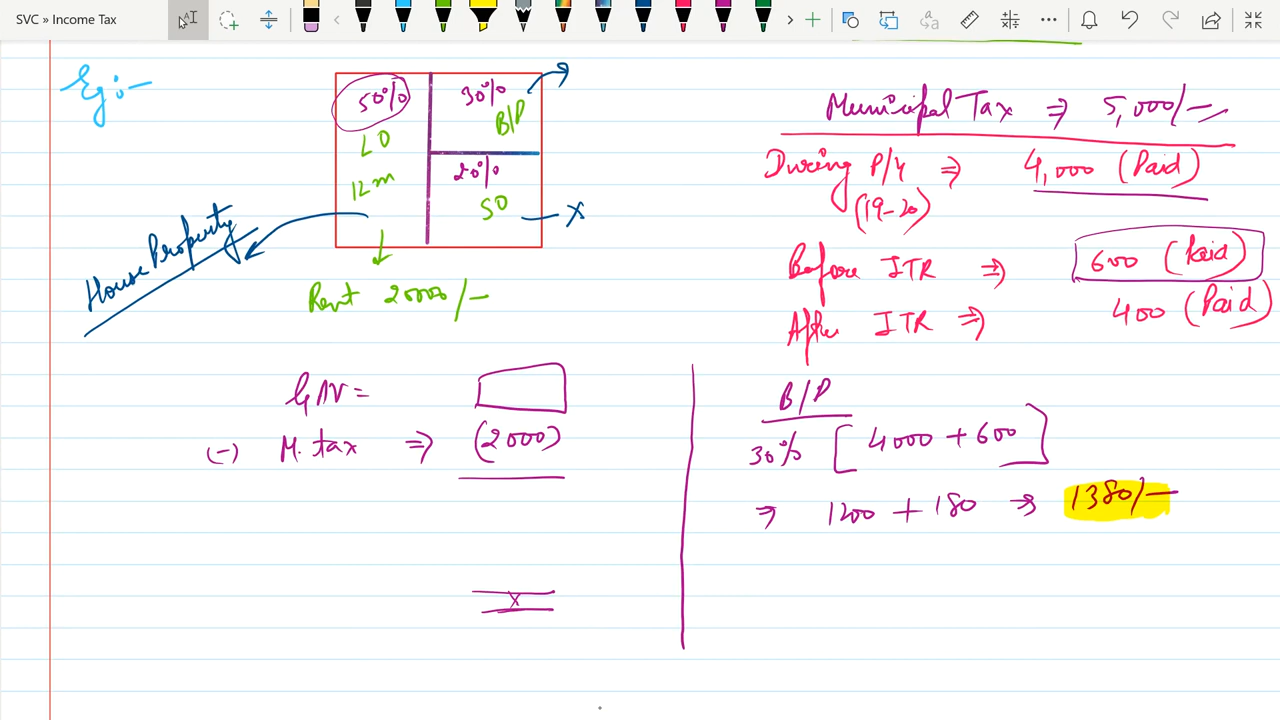 SVC » Income Tax
Eg:-
50%
LO
12m
30%
B/P
20%
SO
X
House Property
Rent 20000/-
Municipal Tax ⇒ 5,000/-
During P/Y ⇒ 4,000 (Paid)
(19-20)
Before ITR ⇒ 600 (Paid)
After ITR ⇒ 400 (Paid)
GAV =
(-) M. tax ⇒ (2000)
X
B/P
30% [4000 + 600]
⇒ 1200 + 180 ⇒ 1380/-